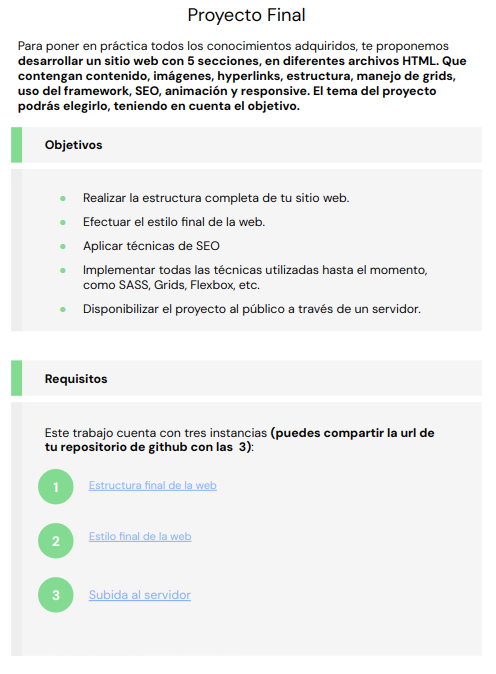 Proyecto Final
Para poner en práctica todos los conocimientos adquiridos, te proponemos
desarrollar un sitio web con 5 secciones, en diferentes archivos HTML. Que
contengan contenido, imágenes, hyperlinks, estructura, manejo de grids,
uso del framework, SEO, animación y responsive. El tema del proyecto
podrás elegirlo, teniendo en cuenta el objetivo.
Objetivos
● Realizar la estructura completa de tu sitio web.
● Efectuar el estilo final de la web.
● Aplicar técnicas de SEO
● Implementar todas las técnicas utilizadas hasta el momento,
como SASS, Grids, Flexbox, etc.
● Disponibilizar el proyecto al público a través de un servidor.
Requisitos
Este trabajo cuenta con tres instancias (puedes compartir la url de
tu repositorio de github con las 3):
1 Estructura final de la web
2 Estilo final de la web
3 Subida al servidor